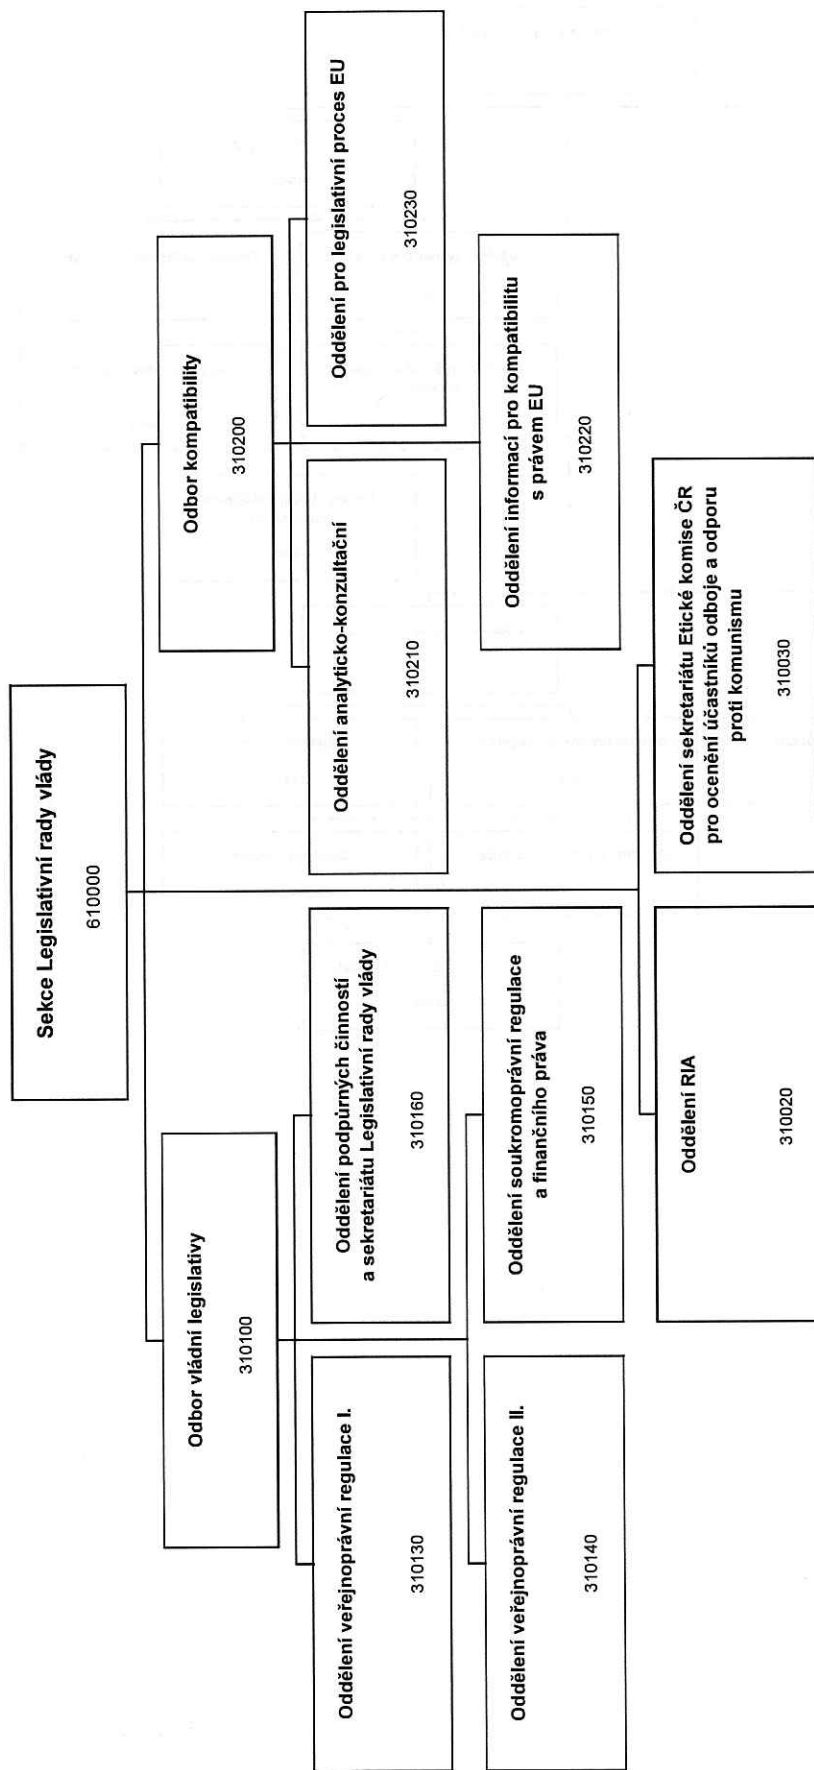 Sekce Legislativní rady vlády
610000
Odbor vládní legislativy
310100
Odbor kompatibility
310200
Oddělení veřejnoprávní regulace I.
310130
Oddělení podpůrných činností
a sekretariátu Legislativní rady vlády
310160
Oddělení analyticko-konzultační
310210
Oddělení pro legislativní proces EU
310230
Oddělení veřejnoprávní regulace II.
310140
Oddělení soukromoprávní regulace
a finančního práva
310150
Oddělení informací pro kompatibilitu
s právem EU
310220
Oddělení RIA
310020
Oddělení sekretariátu Etické komise ČR
pro ocenění účastníků odboje a odporu
proti komunismu
310030